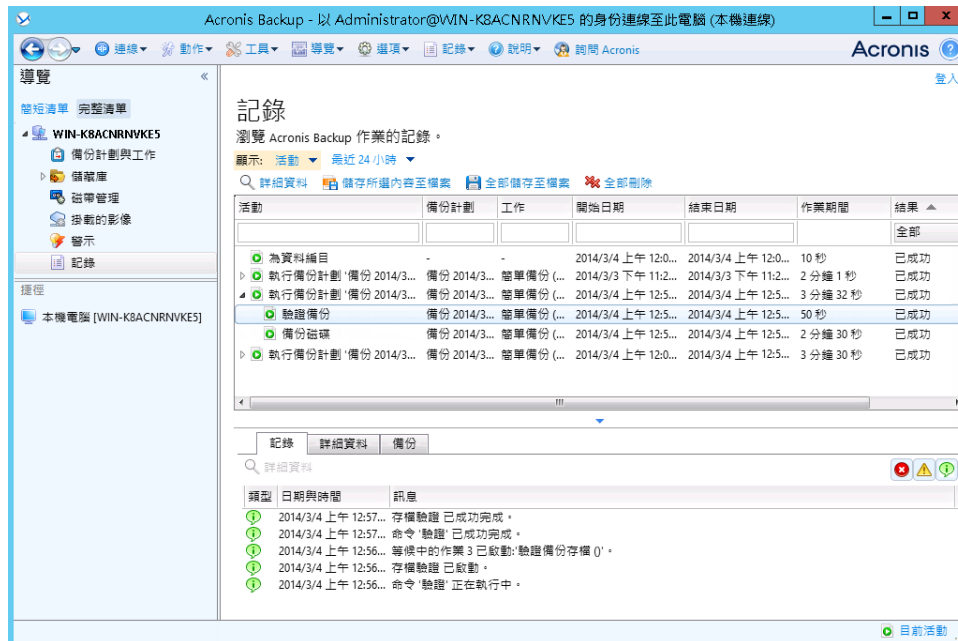 Acronis Backup - 以 Administrator@WIN-K8ACNRNVKE5 的身份連線至此電腦 (本機連線)
連線 動作 工具 導覽 選項 記錄 說明 詢問 Acronis Acronis
導覽
簡短清單 完整清單
WIN-K8ACNRNVKE5
備份計劃與工作
儲藏庫
磁帶管理
掛載的影像
警示
記錄
捷徑
本機電腦 [WIN-K8ACNRNVKE5]
登入
記錄
瀏覽 Acronis Backup 作業的記錄。
顯示: 活動 最近 24 小時
詳細資料 儲存所選內容至檔案 全部儲存至檔案 全部刪除
活動 備份計劃 工作 開始日期 結束日期 作業期間 結果
全部
為資料編目 - - 2014/3/4 上午 12:0... 2014/3/4 上午 12:0... 10 秒 已成功
執行備份計劃 '備份 2014/3... 備份 2014/3... 簡單備份 (... 2014/3/3 下午 11:2... 2014/3/3 下午 11:2... 2 分鐘 1 秒 已成功
執行備份計劃 '備份 2014/3... 備份 2014/3... 簡單備份 (... 2014/3/4 上午 12:5... 2014/3/4 上午 12:5... 3 分鐘 32 秒 已成功
驗證備份 備份 2014/3... 簡單備份 (... 2014/3/4 上午 12:5... 2014/3/4 上午 12:5... 50 秒 已成功
備份磁碟 備份 2014/3... 簡單備份 (... 2014/3/4 上午 12:5... 2014/3/4 上午 12:5... 2 分鐘 30 秒 已成功
執行備份計劃 '備份 2014/3... 備份 2014/3... 簡單備份 (... 2014/3/4 上午 12:0... 2014/3/4 上午 12:5... 3 分鐘 30 秒 已成功
記錄 詳細資料 備份
詳細資料
類型 日期與時間 訊息
2014/3/4 上午 12:57... 存檔驗證 已成功完成。
2014/3/4 上午 12:57... 命令 '驗證' 已成功完成。
2014/3/4 上午 12:56... 等候中的作業 3 已啟動:'驗證備份存檔 ()'。
2014/3/4 上午 12:56... 存檔驗證 已啟動。
2014/3/4 上午 12:56... 命令 '驗證' 正在執行中。
目前活動